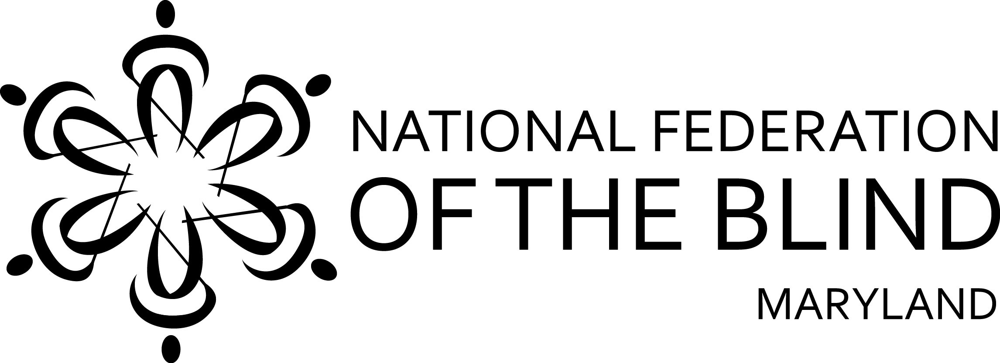 NATIONAL FEDERATION
OF THE BLIND
MARYLAND